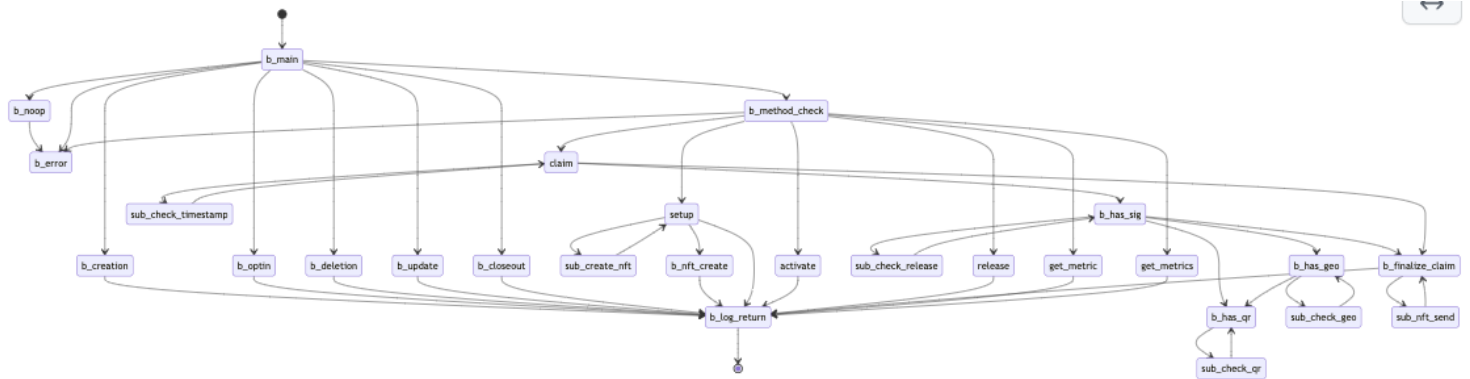 b_main
b_noop
b_method_check
b_error
claim
sub_check_timestamp
setup
b_has_sig
b_creation
b_optin
b_deletion
b_update
b_closeout
sub_create_nft
b_nft_create
activate
sub_check_release
release
get_metric
get_metrics
b_has_geo
b_finalize_claim
b_log_return
b_has_qr
sub_check_geo
sub_nft_send
sub_check_qr